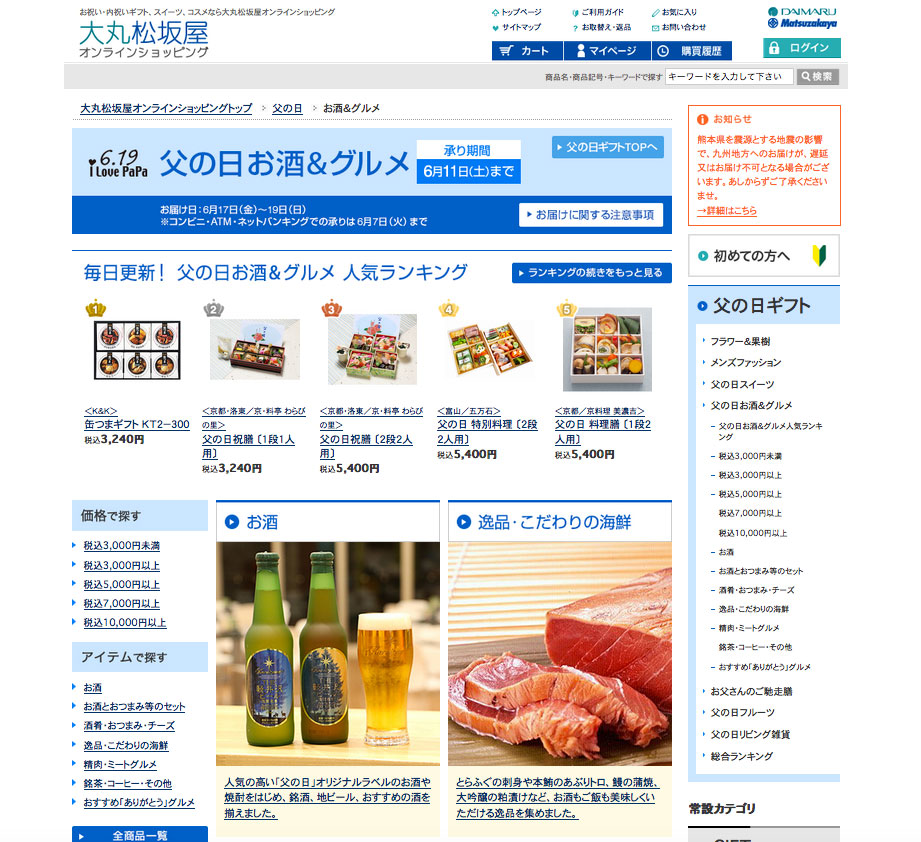 お祝い・内祝いギフト、スイーツ、コスメなら大丸松坂屋オンラインショッピング
大丸松坂屋
オンラインショッピング
トップページ
ご利用ガイド
お気に入り
サイトマップ
お取替え・返品
お問い合わせ
DAIMARU
Matsuzakaya
カート
マイページ
購買履歴
ログイン
商品名・商品記号・キーワードで探す
キーワードを入力して下さい
検索
大丸松坂屋オンラインショッピングトップ > 父の日 > お酒&グルメ
6.19
I Love PaPa
父の日お酒&グルメ
承り期間
6月11日(土)まで
父の日ギフトTOPへ
お届け日:6月17日(金)〜19日(日)
※コンビニ・ATM・ネットバンキングでの承りは6月7日(火)まで
お届けに関する注意事項
毎日更新! 父の日お酒&グルメ 人気ランキング
ランキングの続きをもっと見る
1
2
3
4
5
<K&K>
缶つまギフト KT2-300
税込3,240円
<京都・洛東/京・料亭 わらびの里>
父の日祝膳 〔1段1人用〕
税込3,240円
<京都・洛東/京・料亭 わらびの里>
父の日祝膳 〔2段2人用〕
税込5,400円
<富山/五万石>
父の日 特別料理 〔2段2人用〕
税込5,400円
<京都/京料理 美濃吉>
父の日 料理膳 〔1段2人用〕
税込5,400円
価格で探す
税込3,000円未満
税込3,000円以上
税込5,000円以上
税込7,000円以上
税込10,000円以上
アイテムで探す
お酒
お酒とおつまみ等のセット
酒肴・おつまみ・チーズ
逸品・こだわりの海鮮
精肉・ミートグルメ
銘茶・コーヒー・その他
おすすめ「ありがとう」グルメ
全商品一覧
お酒
人気の高い「父の日」オリジナルラベルのお酒や
焼酎をはじめ、銘酒、地ビール、おすすめの酒を
揃えました。
逸品・こだわりの海鮮
とらふぐの刺身や本鮪のあぶりトロ、鰻の蒲焼、
大吟醸の粕漬けなど、お酒もご飯も美味しくい
ただける逸品を集めました。
お知らせ
熊本県を震源とする地震の影響
で、九州地方へのお届けが、遅延
又はお届け不可となる場合がござ
います。あしからずご了承ください
ませ。
→詳細はこちら
初めての方へ
父の日ギフト
フラワー&果樹
メンズファッション
父の日スイーツ
父の日お酒&グルメ
父の日お酒&グルメ人気ランキ
ング
税込3,000円未満
税込3,000円以上
税込5,000円以上
税込7,000円以上
税込10,000円以上
お酒
お酒とおつまみ等のセット
酒肴・おつまみ・チーズ
逸品・こだわりの海鮮
精肉・ミートグルメ
銘茶・コーヒー・その他
おすすめ「ありがとう」グルメ
お父さんのご馳走膳
父の日フルーツ
父の日リビング雑貨
総合ランキング
常設カテゴリ